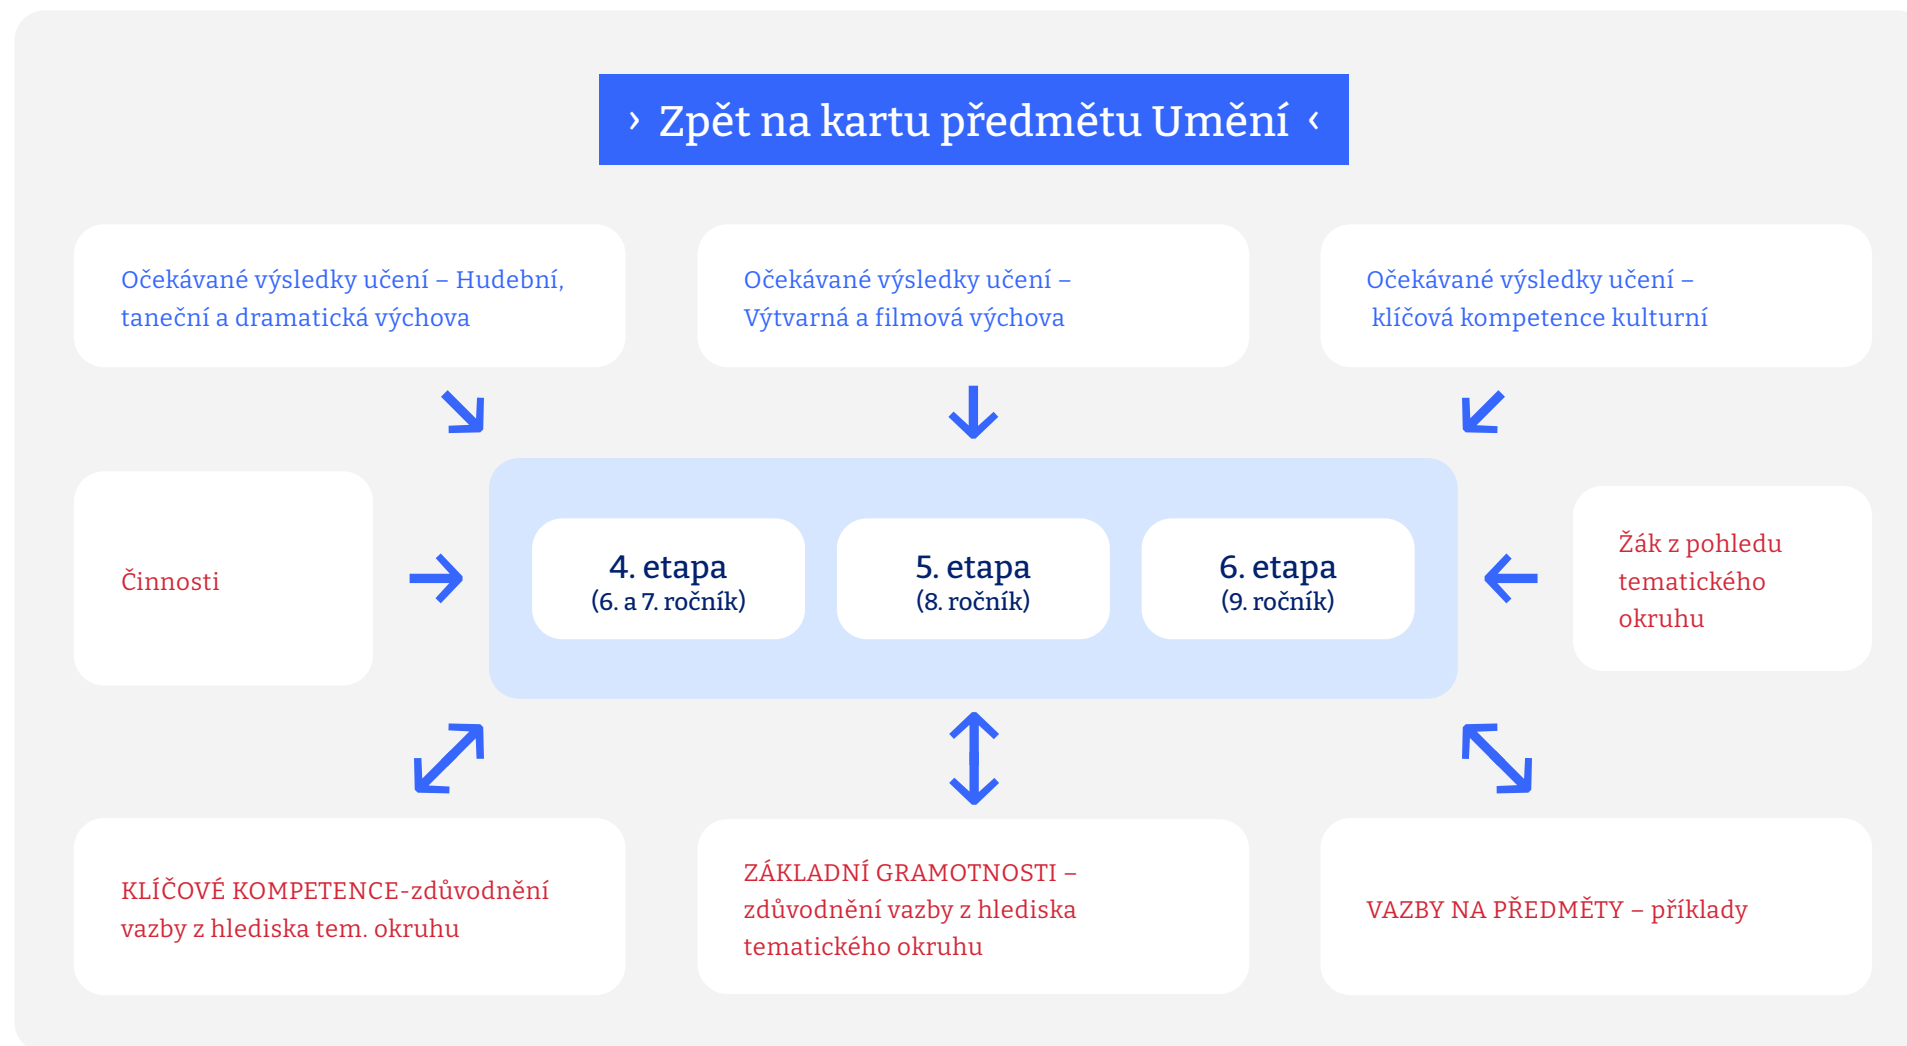 › Zpět na kartu předmětu Umění ‹
Očekávané výsledky učení – Hudební,
taneční a dramatická výchova
Očekávané výsledky učení –
Výtvarná a filmová výchova
Očekávané výsledky učení –
klíčová kompetence kulturní
Činnosti
4. etapa
(6. a 7. ročník)
5. etapa
(8. ročník)
6. etapa
(9. ročník)
Žák z pohledu
tematického
okruhu
KLÍČOVÉ KOMPETENCE-zdůvodnění
vazby z hlediska tem. okruhu
ZÁKLADNÍ GRAMOTNOSTI –
zdůvodnění vazby z hlediska
tematického okruhu
VAZBY NA PŘEDMĚTY – příklady